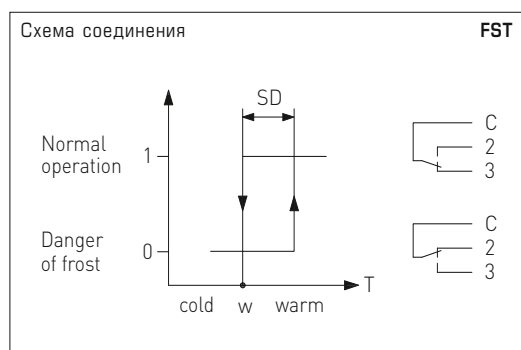 Схема соединения FST
SD
Normal
operation
1
C
2
3
Danger
of frost
0
C
2
3
T
cold w warm